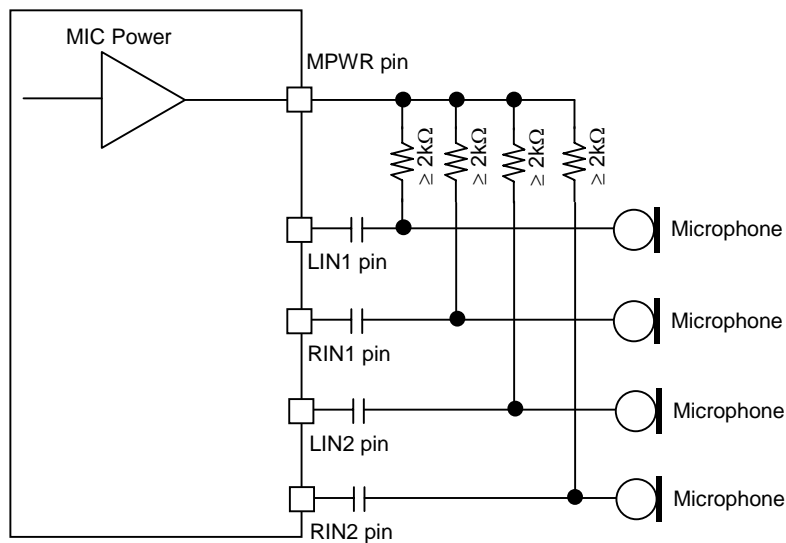 MIC Power
MPWR pin
≥ 2kΩ
≥ 2kΩ
≥ 2kΩ
≥ 2kΩ
LIN1 pin
Microphone
RIN1 pin
Microphone
LIN2 pin
Microphone
RIN2 pin
Microphone